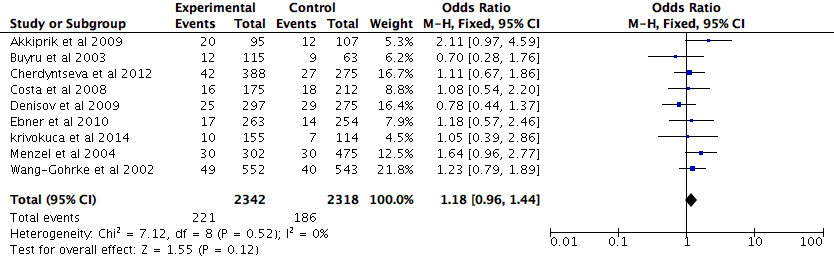 Experimental Control Odds Ratio Odds Ratio
Study or Subgroup Events Total Events Total Weight M-H, Fixed, 95% CI M-H, Fixed, 95% CI
Akkiprik et al 2009 20 95 12 107 5.3% 2.11 [0.97, 4.59]
Buyru et al 2003 12 115 9 63 6.2% 0.70 [0.28, 1.76]
Cherdyntseva et al 2012 42 388 27 275 16.7% 1.11 [0.67, 1.86]
Costa et al 2008 16 175 18 212 8.8% 1.08 [0.54, 2.20]
Denisov et al 2009 25 297 29 275 16.4% 0.78 [0.44, 1.37]
Ebner et al 2010 17 263 14 254 7.9% 1.18 [0.57, 2.46]
krivokuca et al 2014 10 155 7 114 4.5% 1.05 [0.39, 2.86]
Menzel et al 2004 30 302 30 475 12.5% 1.64 [0.96, 2.77]
Wang-Gohrke et al 2002 49 552 40 543 21.8% 1.23 [0.79, 1.89]
Total (95% CI) 2342 2318 100.0% 1.18 [0.96, 1.44]
Total events 221 186
Heterogeneity: Chi² = 7.12, df = 8 (P = 0.52); I² = 0%
Test for overall effect: Z = 1.55 (P = 0.12)
0.01 0.1 1 10 100